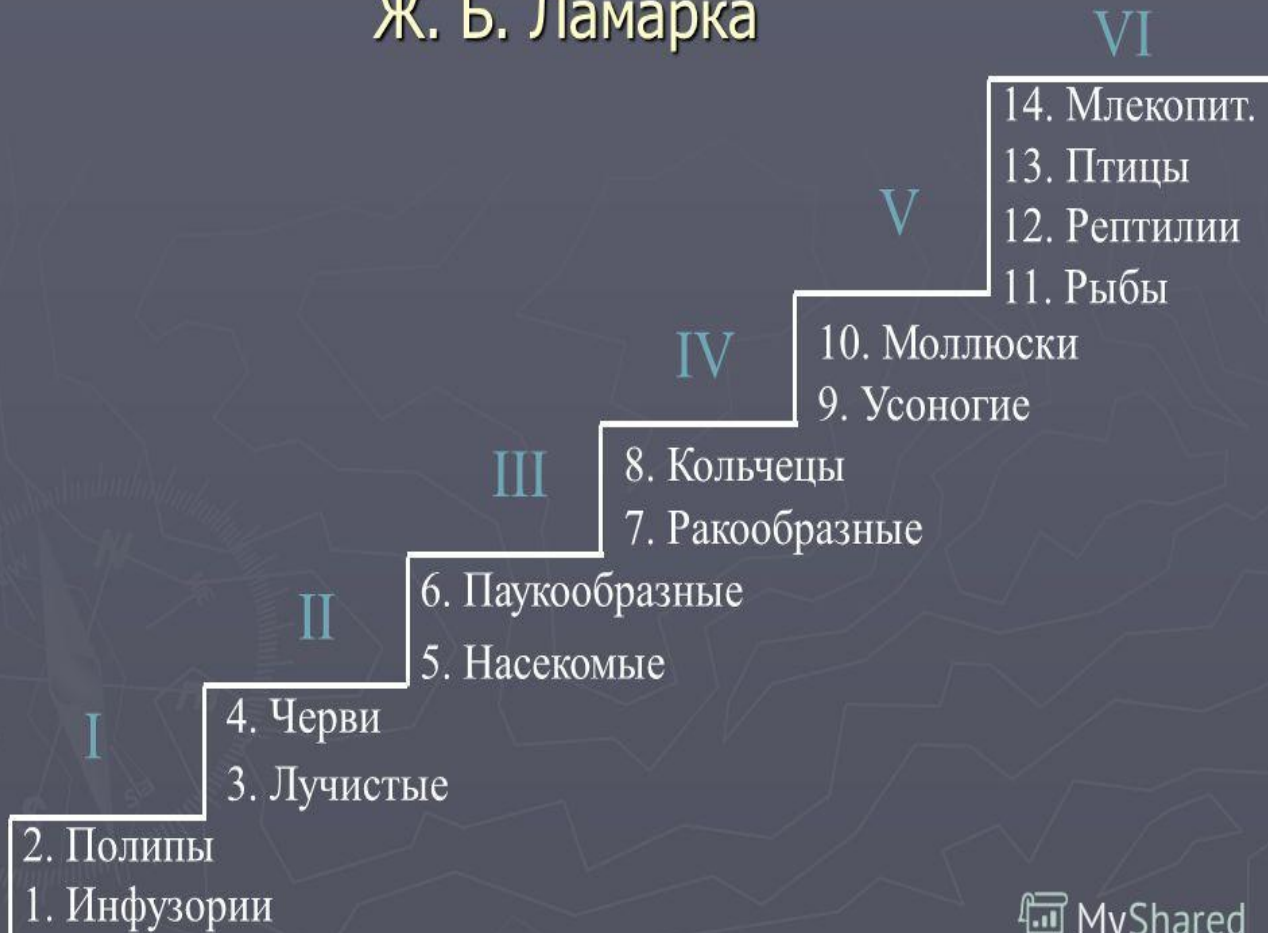 Ж. Б. Ламарка
VI
14. Млекопит.
13. Птицы
12. Рептилии
11. Рыбы
V
10. Моллюски
9. Усоногие
IV
8. Кольчецы
7. Ракообразные
III
6. Паукообразные
5. Насекомые
II
4. Черви
3. Лучистые
I
2. Полипы
1. Инфузории
MyShared